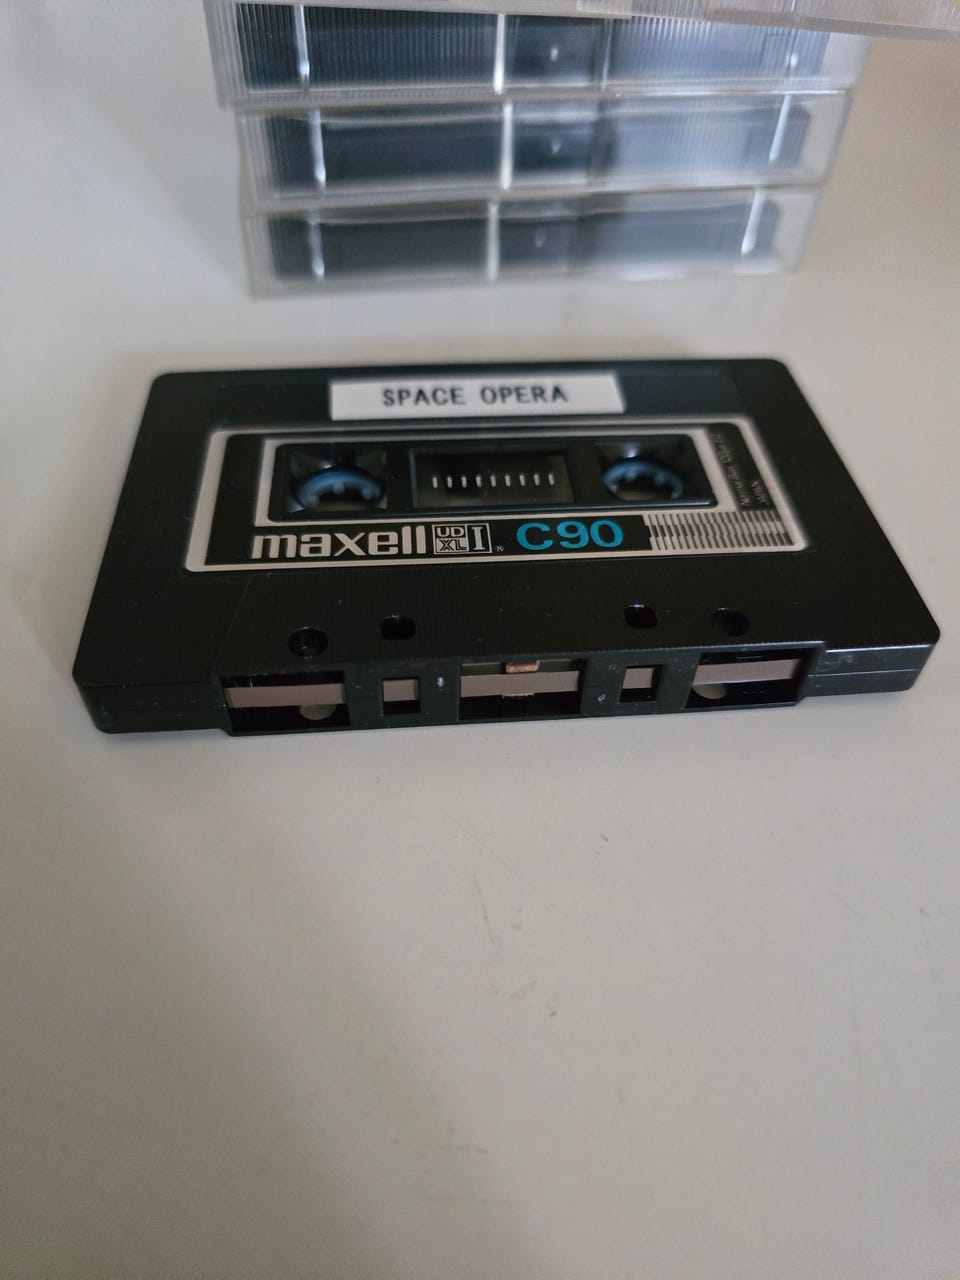 SPACE OPERA
maxell UD XL I ® C90